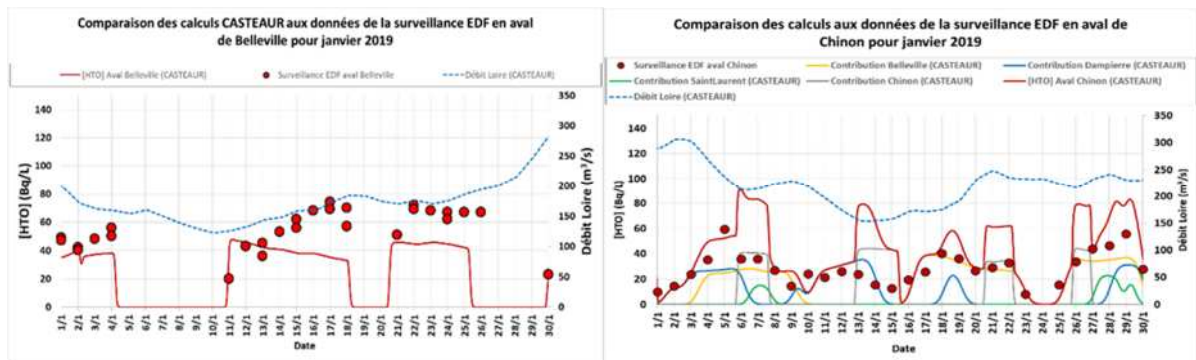 Comparaison des calculs CASTEAUR aux données de la surveillance EDF en aval
de Belleville pour janvier 2019
[HTO] Aval Belleville (CASTEAUR) Surveillance EDF aval Belleville Débit Loire (CASTEAUR)
140
120
100
80
60
40
20
0
[HTO] (Bq/L)
350
300
250
200
150
100
50
0
Débit Loire (m³/s)
1/1 2/1 3/1 4/1 5/1 6/1 7/1 8/1 9/1 10/1 11/1 12/1 13/1 14/1 15/1 16/1 17/1 18/1 19/1 20/1 21/1 22/1 23/1 24/1 25/1 26/1 27/1 28/1 29/1 30/1
Date
Comparaison des calculs aux données de la surveillance EDF en aval de
Chinon pour janvier 2019
Surveillance EDF aval Chinon Contribution Belleville (CASTEAUR) Contribution Dampierre (CASTEAUR)
Contribution SaintLaurent (CASTEAUR) Contribution Chinon (CASTEAUR) [HTO] Aval Chinon (CASTEAUR)
Débit Loire (CASTEAUR)
140
120
100
80
60
40
20
0
[HTO] (Bq/L)
350
300
250
200
150
100
50
0
Débit Loire (m³/s)
1/1 2/1 3/1 4/1 5/1 6/1 7/1 8/1 9/1 10/1 11/1 12/1 13/1 14/1 15/1 16/1 17/1 18/1 19/1 20/1 21/1 22/1 23/1 24/1 25/1 26/1 27/1 28/1 29/1 30/1
Date